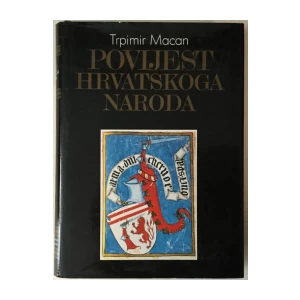 Trpimir Macan
POVIJEST
HRVATSKOGA
NARODA